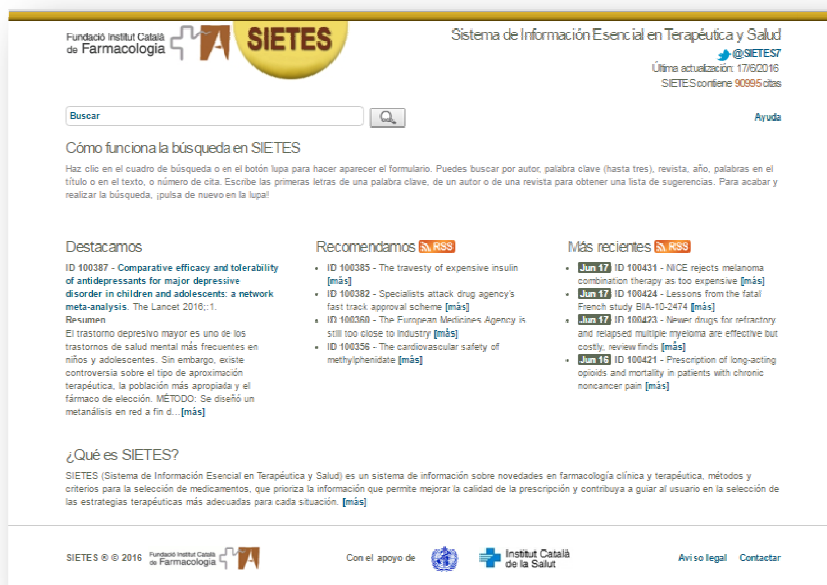 Fundació Institut Català
de Farmacologia
SIETES
Sistema de Información Esencial en Terapéutica y Salud
@SIETES7
Última actualización: 17/6/2016
SIETES contiene 90995 citas
Buscar
Ayuda
Cómo funciona la búsqueda en SIETES
Haz clic en el cuadro de búsqueda o en el botón lupa para hacer aparecer el formulario. Puedes buscar por autor, palabra clave (hasta tres), revista, año, palabras en el
título o en el texto, o número de cita. Escribe las primeras letras de una palabra clave, de un autor o de una revista para obtener una lista de sugerencias. Para acabar y
realizar la búsqueda, ¡pulsa de nuevo en la lupa!
Destacamos
ID 100387 - Comparative efficacy and tolerability
of antidepressants for major depressive
disorder in children and adolescents: a network
meta-analysis. The Lancet 2016;:1.
Resumen
El trastorno depresivo mayor es uno de los
trastornos de salud mental más frecuentes en
niños y adolescentes. Sin embargo, existe
controversia sobre el tipo de aproximación
terapéutica, la población más apropiada y el
fármaco de elección. MÉTODO: Se diseñó un
metanálisis en red a fin d...[más]
Recomendamos RSS
• ID 100385 - The travesty of expensive insulin
[más]
• ID 100382 - Specialists attack drug agency's
fast track approval scheme [más]
• ID 100360 - The European Medicines Agency is
still too close to industry [más]
• ID 100356 - The cardiovascular safety of
methylphenidate [más]
Más recientes RSS
• Jun 17 ID 100431 - NICE rejects melanoma
combination therapy as too expensive [más]
• Jun 17 ID 100424 - Lessons from the fatal
French study BIA-10-2474 [más]
• Jun 17 ID 100423 - Newer drugs for refractory
and relapsed multiple myeloma are effective but
costly, review finds [más]
• Jun 16 ID 100421 - Prescription of long-acting
opioids and mortality in patients with chronic
noncancer pain [más]
¿Qué es SIETES?
SIETES (Sistema de Información Esencial en Terapéutica y Salud) es un sistema de información sobre novedades en farmacología clínica y terapéutica, métodos y
criterios para la selección de medicamentos, que prioriza la información que permite mejorar la calidad de la prescripción y contribuya a guiar al usuario en la selección de
las estrategias terapéuticas más adecuadas para cada situación. [más]
SIETES ® © 2016
Fundació Institut Català
de Farmacologia
Con el apoyo de
Institut Català
de la Salut
Aviso legal Contactar